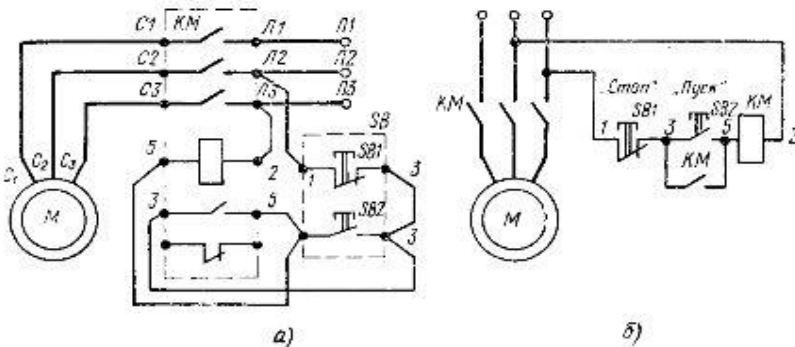 С1 КМ Л1 Л1
С2 Л2 Л2
С3 Л3 Л3
С1 С2 С3
М
5 2
3 5
SB
SB1
1 3
SB2
3
а)
КМ
"Стоп" "Пуск"
SB1 SB2 КМ
1 3 5 2
КМ
М
б)